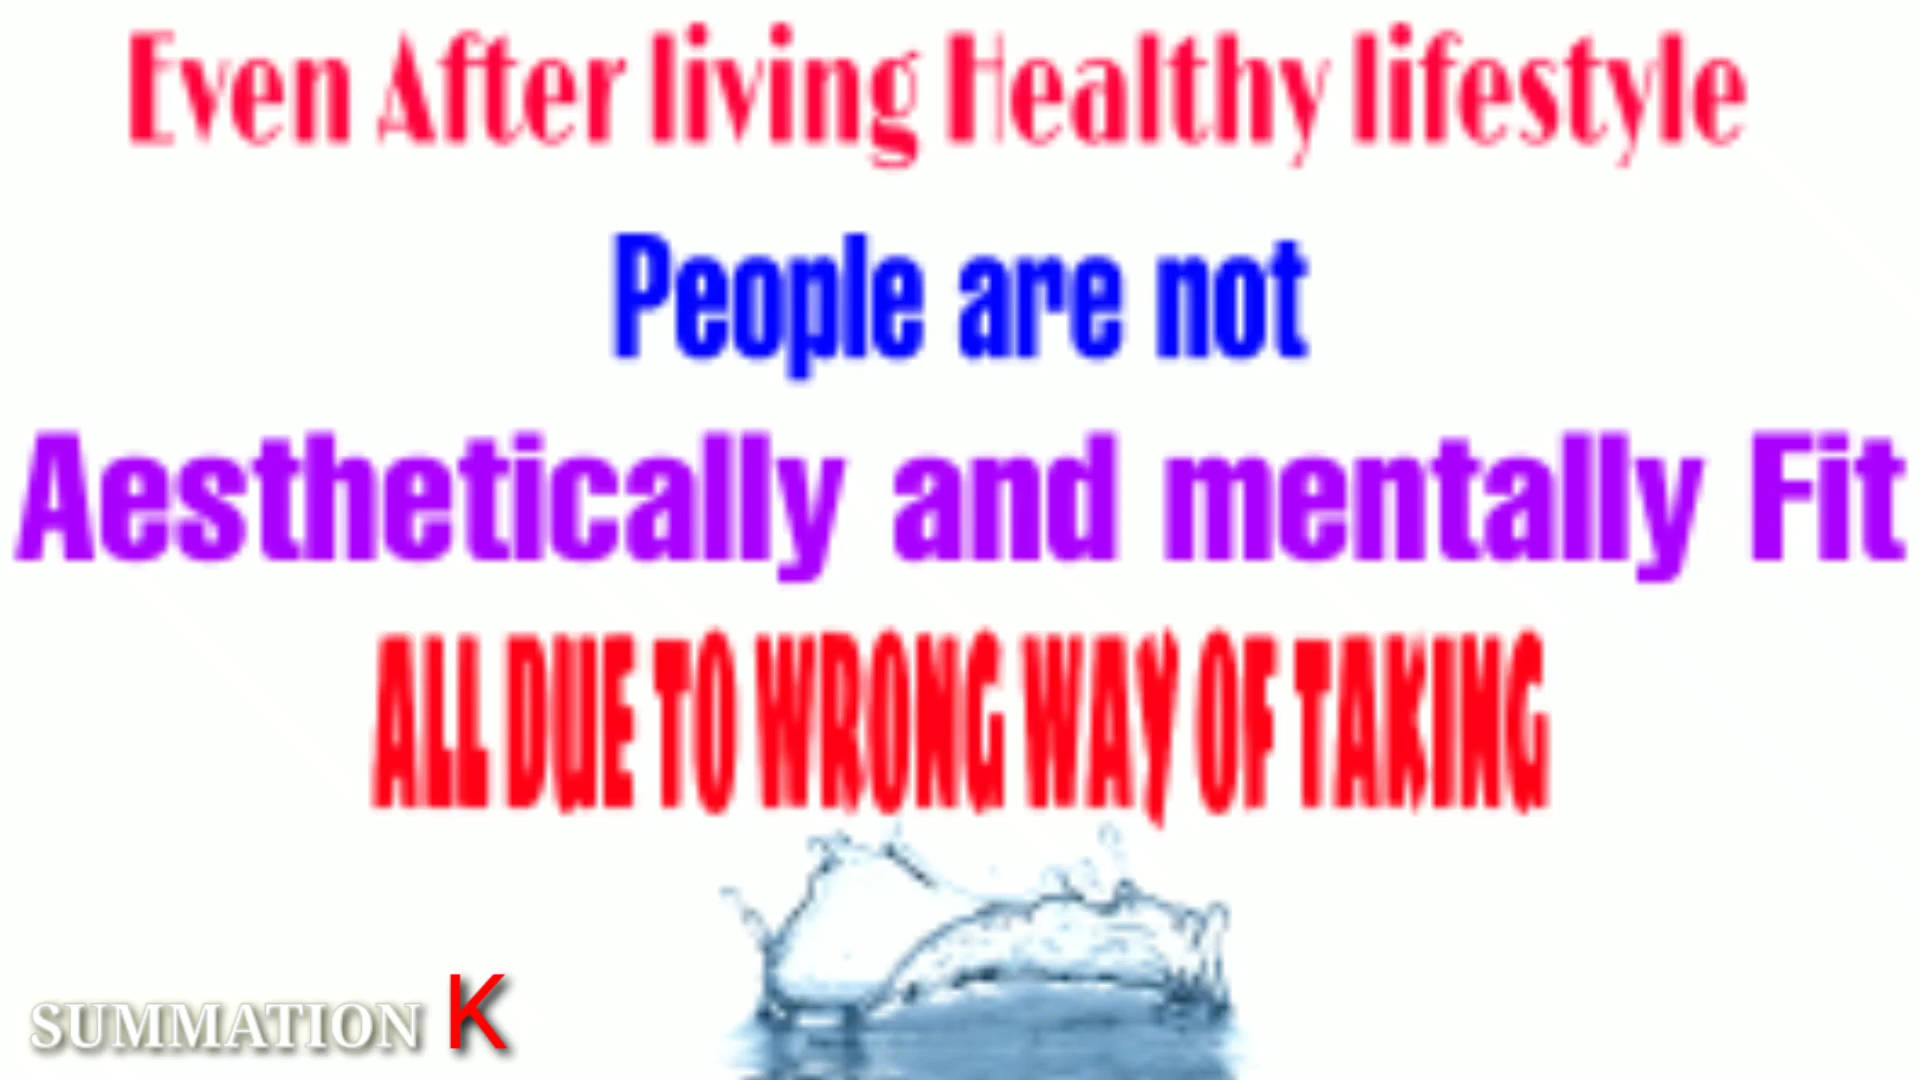 Even After living Healthy lifestyle
People are not
Aesthetically and mentally Fit
ALL DUE TO WRONG WAY OF TAKING
SUMMATION K